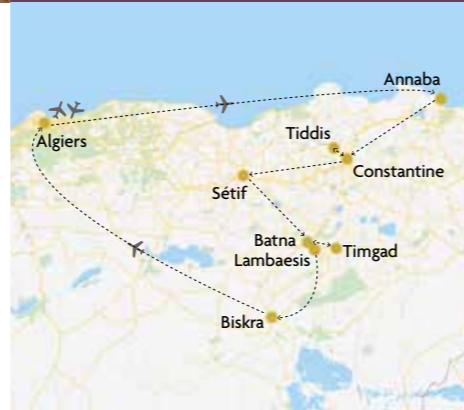 Annaba
Algiers
Tiddis
Constantine
Sétif
Batna
Timgad
Lambaesis
Biskra